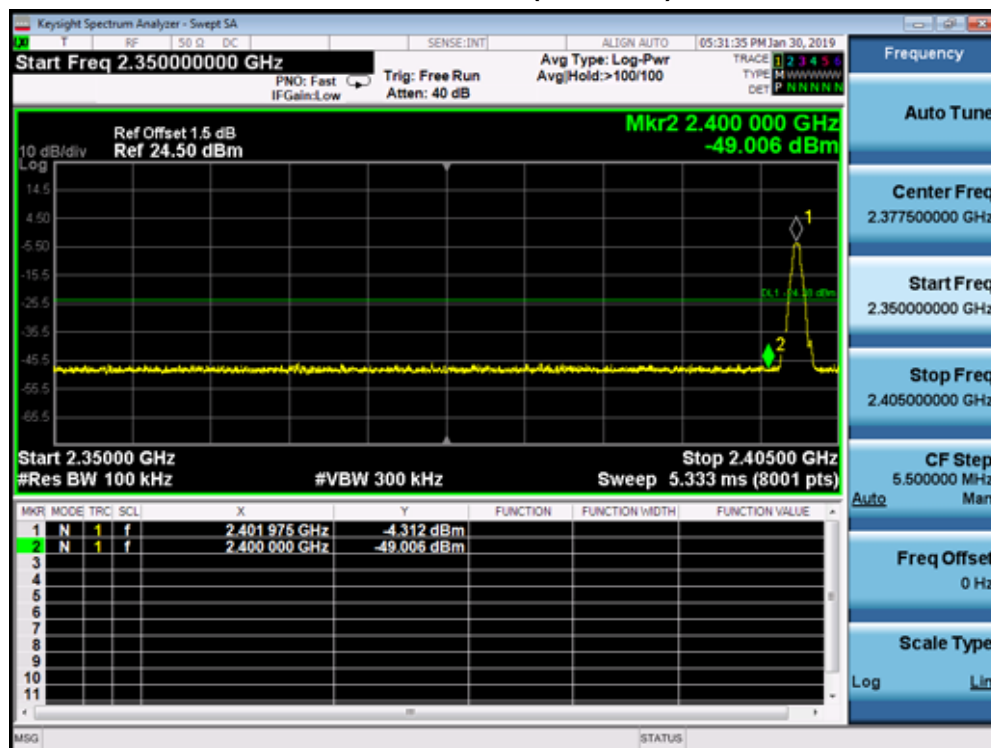 Keysight Spectrum Analyzer - Swept SA
T RF 50 Ω DC SENSE:INT ALIGN AUTO 05:31:35 PM Jan 30, 2019
Start Freq 2.350000000 GHz
PNO: Fast
IFGain:Low
Trig: Free Run
Atten: 40 dB
Avg Type: Log-Pwr
Avg|Hold:>100/100
TRACE 1 2 3 4 5 6
TYPE M WWWWW
DET P N N N N N
Mkr2 2.400 000 GHz
-49.006 dBm
Ref Offset 1.5 dB
10 dB/div Ref 24.50 dBm
Log
14.5
4.50
-5.50
-15.5
-25.5
-35.5
-45.5
-55.5
-65.5
1
2
Start 2.35000 GHz Stop 2.40500 GHz
#Res BW 100 kHz #VBW 300 kHz Sweep 5.333 ms (8001 pts)
MKR MODE TRC SCL X Y FUNCTION FUNCTION WIDTH FUNCTION VALUE
1 N 1 f 2.401 975 GHz -4.312 dBm
2 N 1 f 2.400 000 GHz -49.006 dBm
3
4
5
6
7
8
9
10
11
MSG STATUS
Frequency
Auto Tune
Center Freq
2.377500000 GHz
Start Freq
2.350000000 GHz
Stop Freq
2.405000000 GHz
CF Step
5.500000 MHz
Auto Man
Freq Offset
0 Hz
Scale Type
Log Lin